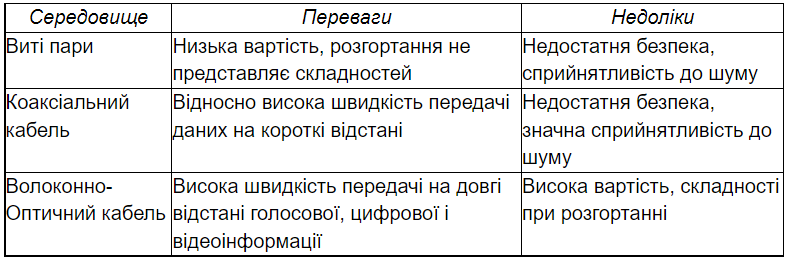 Середовище Переваги Недоліки
Виті пари Низька вартість, розгортання не Недостатня безпека,
представляє складностей сприйнятливість до шуму
Коаксіальний Відносно висока швидкість передачі Недостатня безпека,
кабель даних на короткі відстані значна сприйнятливість до
шуму
Волоконно- Висока швидкість передачі на довгі Висока вартість, складності
Оптичний кабель відстані голосової, цифрової і при розгортанні
відеоінформації